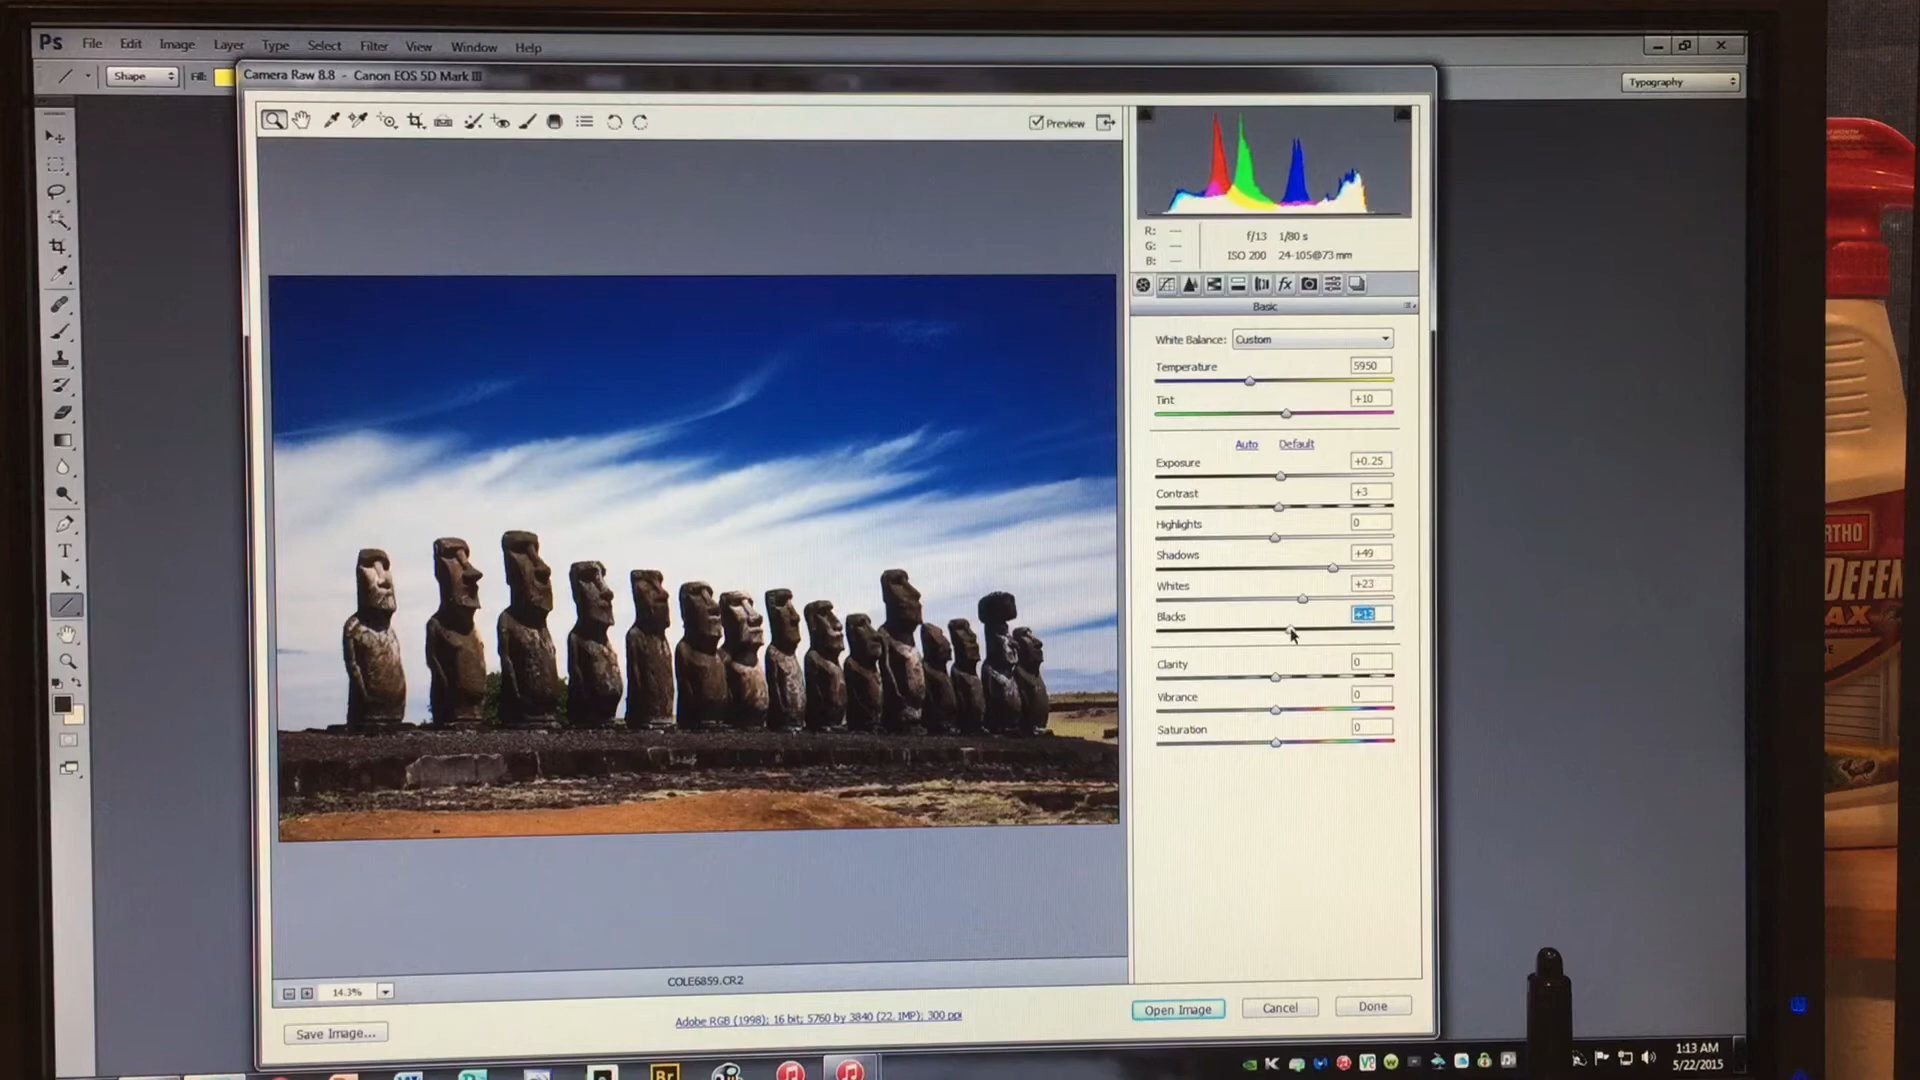 Ps File Edit Image Layer Type Select Filter View Window Help
Shape Fill: Typography
Camera Raw 8.8 - Canon EOS 5D Mark III
Preview
R: ---
G: ---
B: ---
f/13 1/80 s
ISO 200 24-105@73 mm
fx
Basic
White Balance: Custom
Temperature 5950
Tint +10
Auto Default
Exposure +0.25
Contrast +3
Highlights 0
Shadows +49
Whites +23
Blacks
Clarity 0
Vibrance 0
Saturation 0
T
COLE6859.CR2
14.3%
Adobe RGB (1998); 16 bit; 5760 by 3840 (22.1MP); 300 ppi
Save Image...
Open Image Cancel Done
Br
1:13 AM
5/22/2015
RTHO
DEFEN
AX